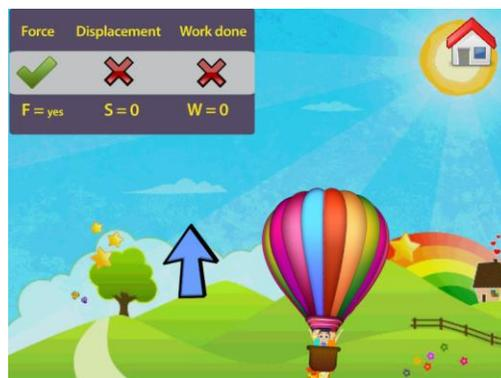 Force Displacement Work done
F = yes S = 0 W = 0